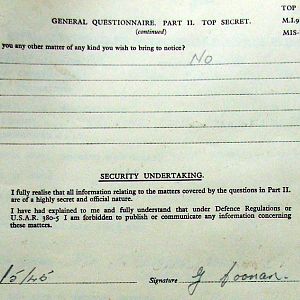 TOP
GENERAL QUESTIONNAIRE. PART II. TOP SECRET.
M.I.9
(continued)
MIS-
you any other matter of any kind you wish to bring to notice?
No
SECURITY UNDERTAKING.
I fully realise that all information relating to the matters covered by the questions in Part II.
are of a highly secret and official nature.
I have had explained to me and fully understand that under Defence Regulations or
U.S.A.R. 380-5 I am forbidden to publish or communicate any information concerning
these matters.
15/45
Signature G Noonan.